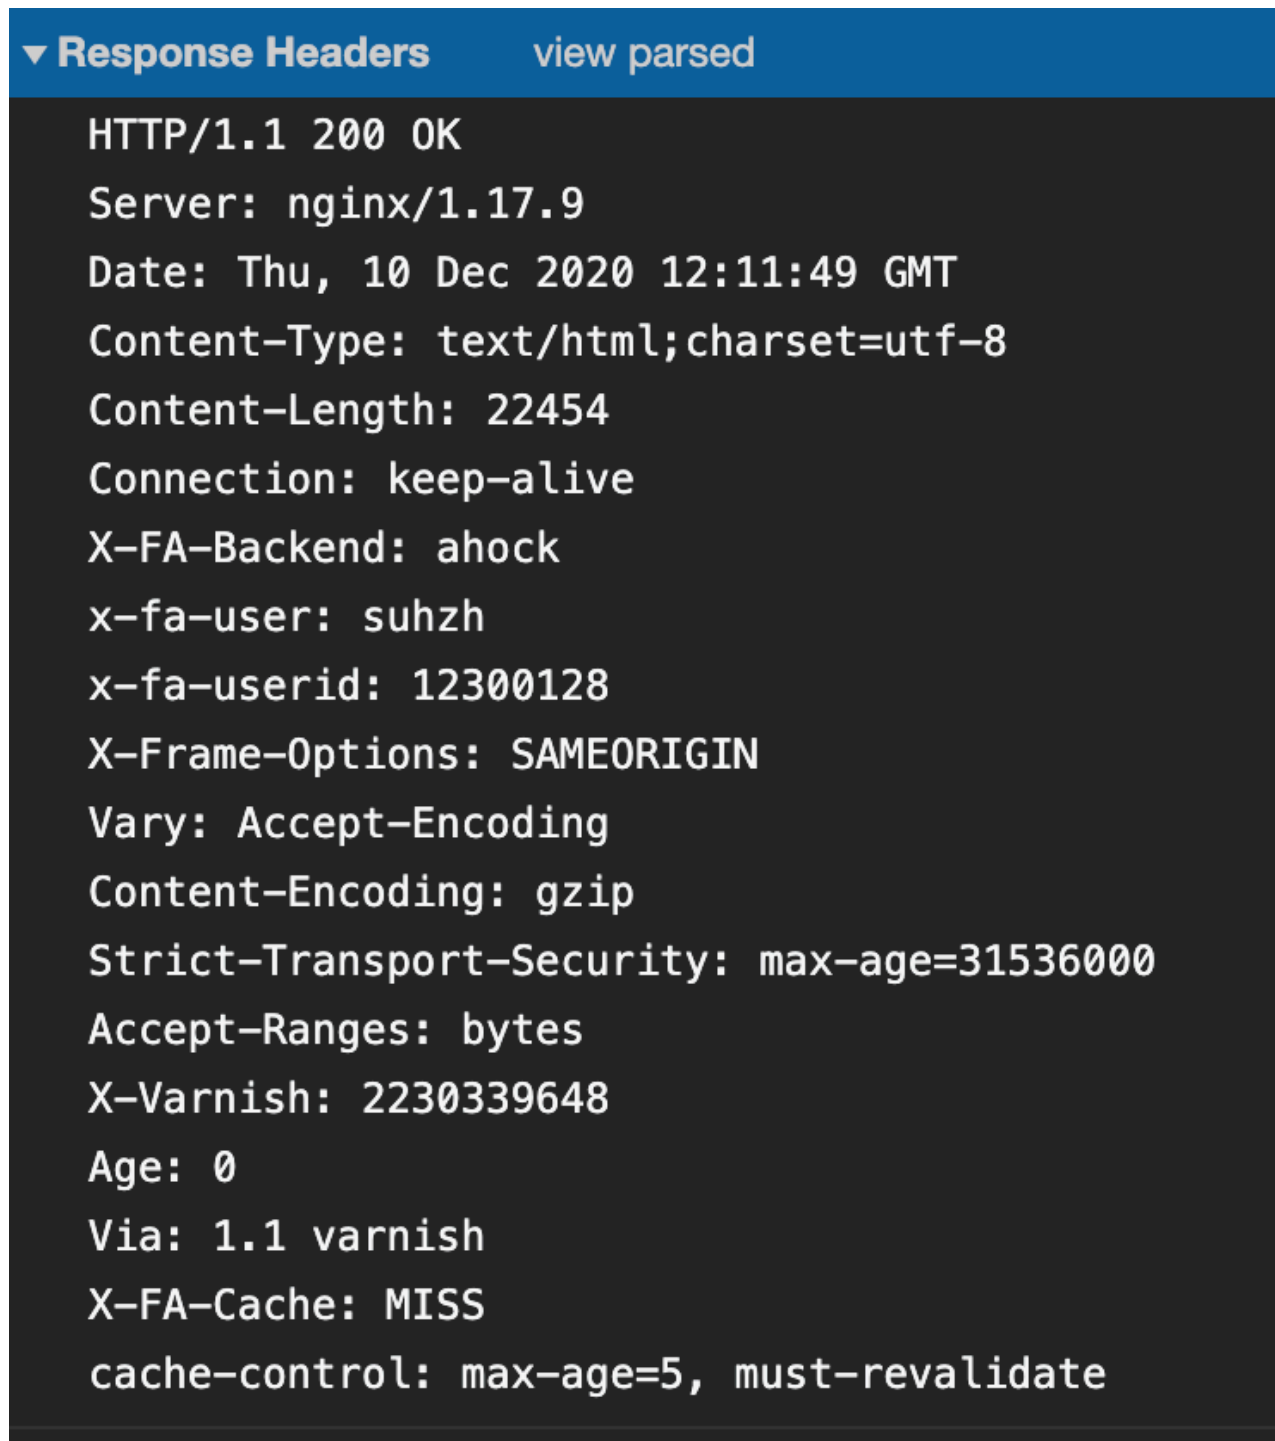 Response Headers view parsed
HTTP/1.1 200 OK
Server: nginx/1.17.9
Date: Thu, 10 Dec 2020 12:11:49 GMT
Content-Type: text/html;charset=utf-8
Content-Length: 22454
Connection: keep-alive
X-FA-Backend: ahock
x-fa-user: suhzh
x-fa-userid: 12300128
X-Frame-Options: SAMEORIGIN
Vary: Accept-Encoding
Content-Encoding: gzip
Strict-Transport-Security: max-age=31536000
Accept-Ranges: bytes
X-Varnish: 2230339648
Age: 0
Via: 1.1 varnish
X-FA-Cache: MISS
cache-control: max-age=5, must-revalidate